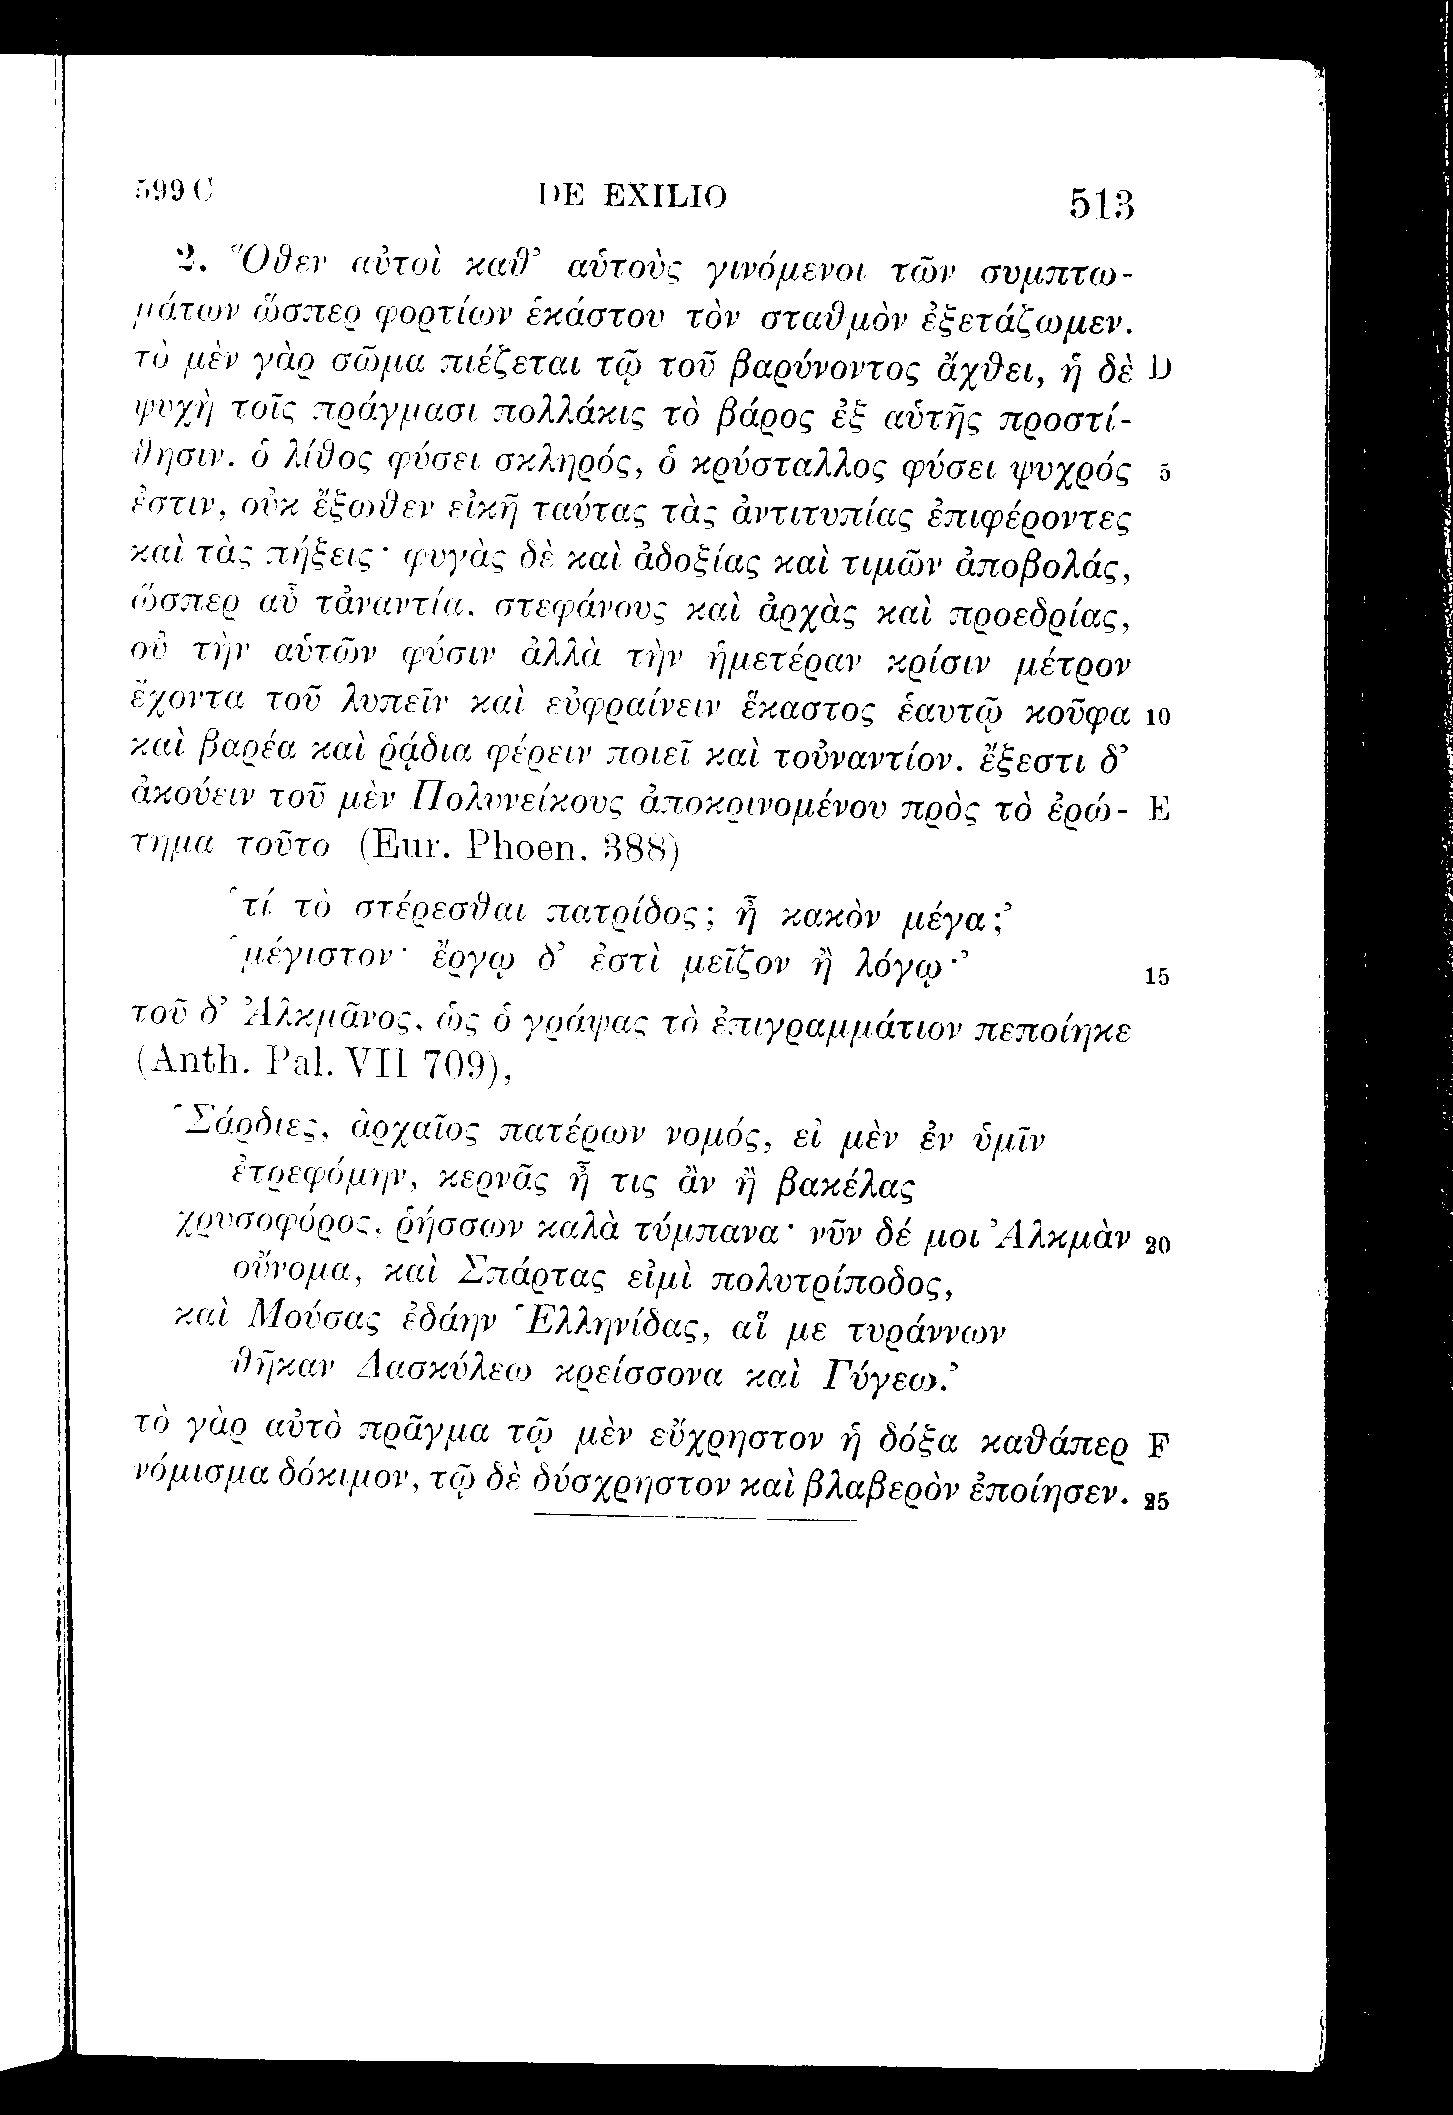 599 C DE EXILIO 513
2. Ὅθεν αὐτοὶ καθ’ αὑτοὺς γινόμενοι τῶν συμπτω-
μάτων ὥσπερ φορτίων ἑκάστου τὸν σταθμὸν ἐξετάζωμεν.
τὸ μὲν γὰρ σῶμα πιέζεται τῷ τοῦ βαρύνοντος ἄχθει, ἡ δὲ D
ψυχὴ τοῖς πράγμασι πολλάκις τὸ βάρος ἐξ αὑτῆς προστί-
θησιν. ὁ λίθος φύσει σκληρός, ὁ κρύσταλλος φύσει ψυχρός 5
ἐστιν, οὐκ ἔξωθεν εἰκῆ ταύτας τὰς ἀντιτυπίας ἐπιφέροντες
καὶ τὰς πήξεις· φυγὰς δὲ καὶ ἀδοξίας καὶ τιμῶν ἀποβολάς,
ὥσπερ αὖ τἀναντία, στεφάνους καὶ ἀρχὰς καὶ προεδρίας,
οὐ τὴν αὑτῶν φύσιν ἀλλὰ τὴν ἡμετέραν κρίσιν μέτρον
ἔχοντα τοῦ λυπεῖν καὶ εὐφραίνειν ἕκαστος ἑαυτῷ κοῦφα 10
καὶ βαρέα καὶ ῥᾴδια φέρειν ποιεῖ καὶ τοὐναντίον. ἔξεστι δ’
ἀκούειν τοῦ μὲν Πολυνείκους ἀποκρινομένου πρὸς τὸ ἐρώ- E
τημα τοῦτο (Eur. Phoen. 388)
‘τί τὸ στέρεσθαι πατρίδος; ἦ κακὸν μέγα;’
‘μέγιστον· ἔργῳ δ’ ἐστὶ μεῖζον ἢ λόγῳ·’ 15
τοῦ δ’ Ἀλκμᾶνος, ὡς ὁ γράψας τὸ ἐπιγραμμάτιον πεποίηκε
(Anth. Pal. VII 709),
‘Σάρδιες, ἀρχαῖος πατέρων νομός, εἰ μὲν ἐν ὑμῖν
ἐτρεφόμην, κερνᾶς ἦ τις ἂν ἢ βακέλας
χρυσοφόρος, ῥήσσων καλὰ τύμπανα· νῦν δέ μοι Ἀλκμὰν 20
οὔνομα, καὶ Σπάρτας εἰμὶ πολυτρίποδος,
καὶ Μούσας ἐδάην Ἑλληνίδας, αἵ με τυράννων
θῆκαν Δασκύλεω κρείσσονα καὶ Γύγεω.’
τὸ γὰρ αὐτὸ πρᾶγμα τῷ μὲν εὔχρηστον ἡ δόξα καθάπερ F
νόμισμα δόκιμον, τῷ δὲ δύσχρηστον καὶ βλαβερὸν ἐποίησεν. 25